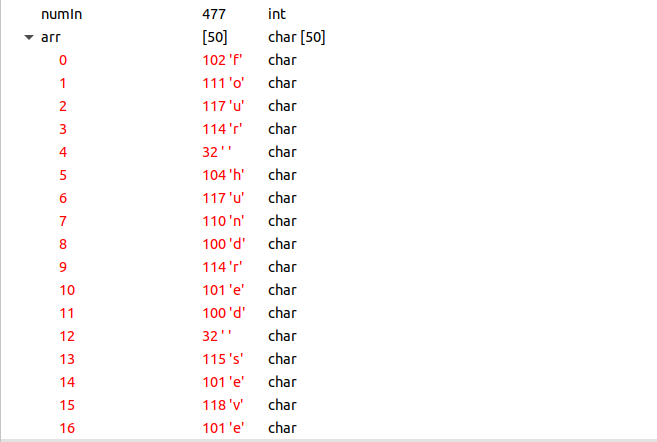 numIn 477 int
arr [50] char [50]
0 102 'f' char
1 111 'o' char
2 117 'u' char
3 114 'r' char
4 32 ' ' char
5 104 'h' char
6 117 'u' char
7 110 'n' char
8 100 'd' char
9 114 'r' char
10 101 'e' char
11 100 'd' char
12 32 ' ' char
13 115 's' char
14 101 'e' char
15 118 'v' char
16 101 'e' char